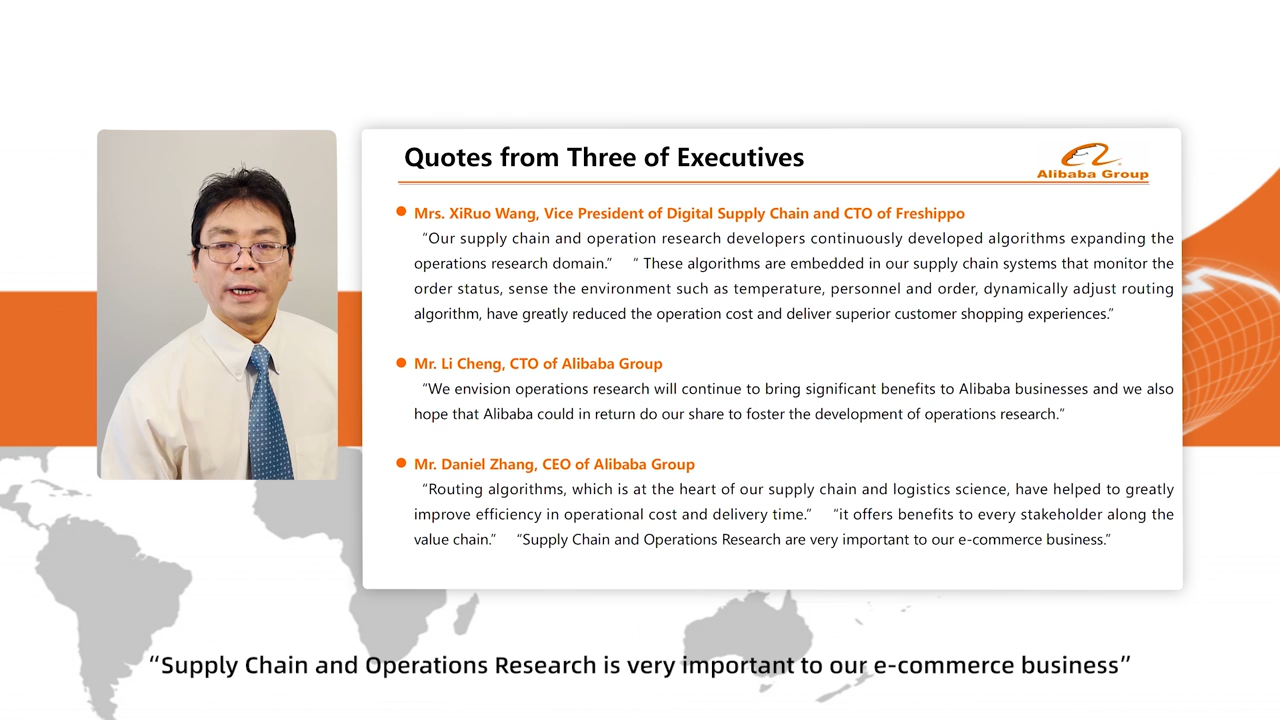 Quotes from Three of Executives
Alibaba Group
Mrs. XiRuo Wang, Vice President of Digital Supply Chain and CTO of Freshippo
“Our supply chain and operation research developers continuously developed algorithms expanding the
operations research domain.” “ These algorithms are embedded in our supply chain systems that monitor the
order status, sense the environment such as temperature, personnel and order, dynamically adjust routing
algorithm, have greatly reduced the operation cost and deliver superior customer shopping experiences.”
Mr. Li Cheng, CTO of Alibaba Group
“We envision operations research will continue to bring significant benefits to Alibaba businesses and we also
hope that Alibaba could in return do our share to foster the development of operations research.”
Mr. Daniel Zhang, CEO of Alibaba Group
“Routing algorithms, which is at the heart of our supply chain and logistics science, have helped to greatly
improve efficiency in operational cost and delivery time.” “it offers benefits to every stakeholder along the
value chain.” “Supply Chain and Operations Research are very important to our e-commerce business.”
“Supply Chain and Operations Research is very important to our e-commerce business”